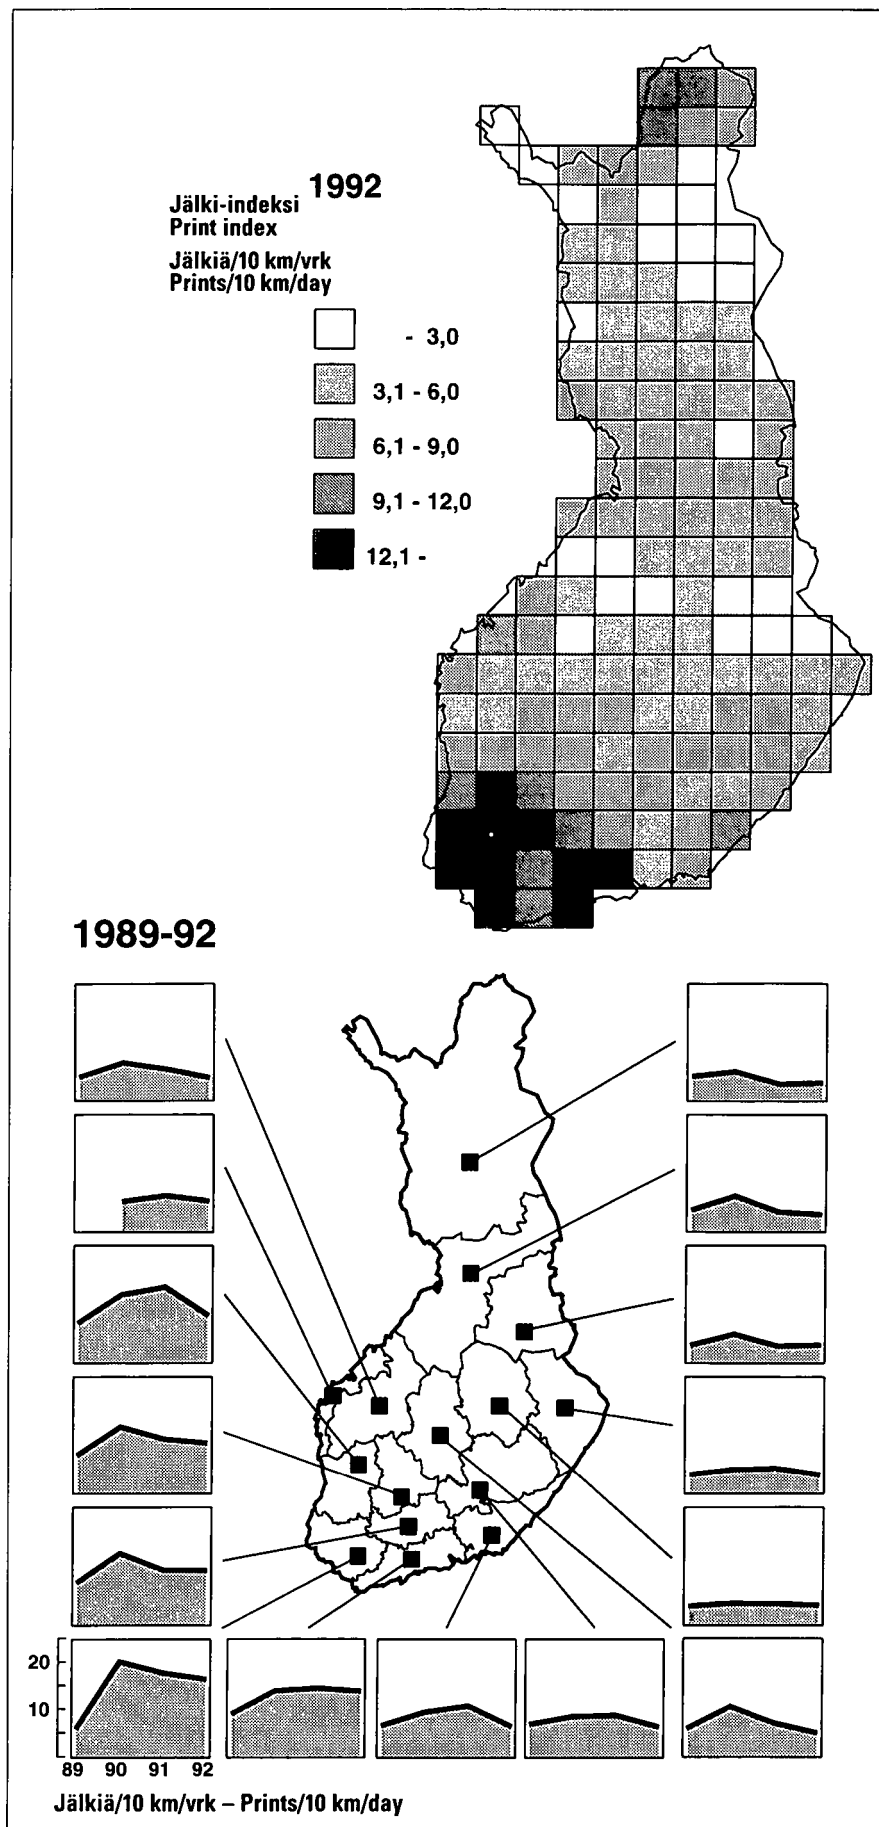 1992
Jälki-indeksi
Print index
Jälkiä/10 km/vrk
Prints/10 km/day
- 3,0
3,1 - 6,0
6,1 - 9,0
9,1 - 12,0
12,1 -
1989-92
20
10
89 90 91 92
Jälkiä/10 km/vrk – Prints/10 km/day